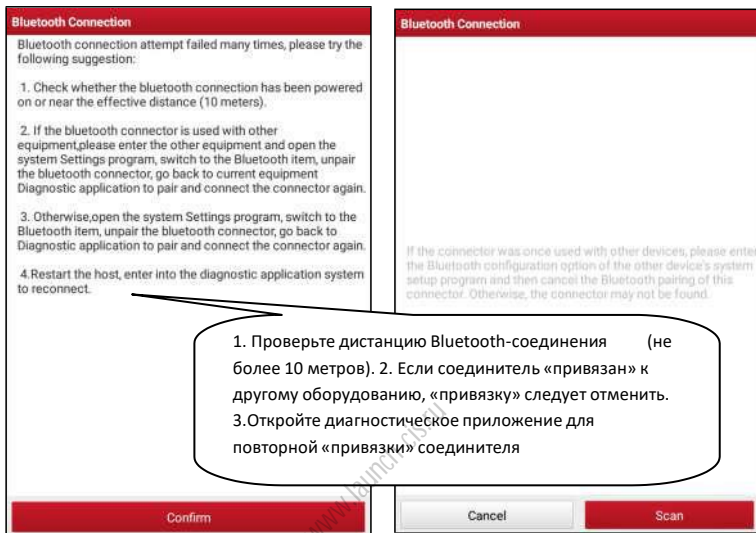 Bluetooth Connection
Bluetooth connection attempt failed many times, please try the
following suggestion:
1. Check whether the bluetooth connection has been powered
on or near the effective distance (10 meters).
2. If the bluetooth connector is used with other
equipment,please enter the other equipment and open the
system Settings program, switch to the Bluetooth item, unpair
the bluetooth connector, go back to current equipment
Diagnostic application to pair and connect the connector again.
3. Otherwise,open the system Settings program, switch to the
Bluetooth item, unpair the bluetooth connector, go back to
Diagnostic application to pair and connect the connector again.
4.Restart the host, enter into the diagnostic application system
to reconnect.
Confirm
Bluetooth Connection
If the connector was once used with other devices, please enter
the Bluetooth configuration option of the other device's system
setup program and then cancel the Bluetooth pairing of this
connector. Otherwise, the connector may not be found.
Cancel
Scan
1. Проверьте дистанцию Bluetooth-соединения (не
более 10 метров). 2. Если соединитель «привязан» к
другому оборудованию, «привязку» следует отменить.
3.Откройте диагностическое приложение для
повторной «привязки» соединителя
www.launch-cis.ru